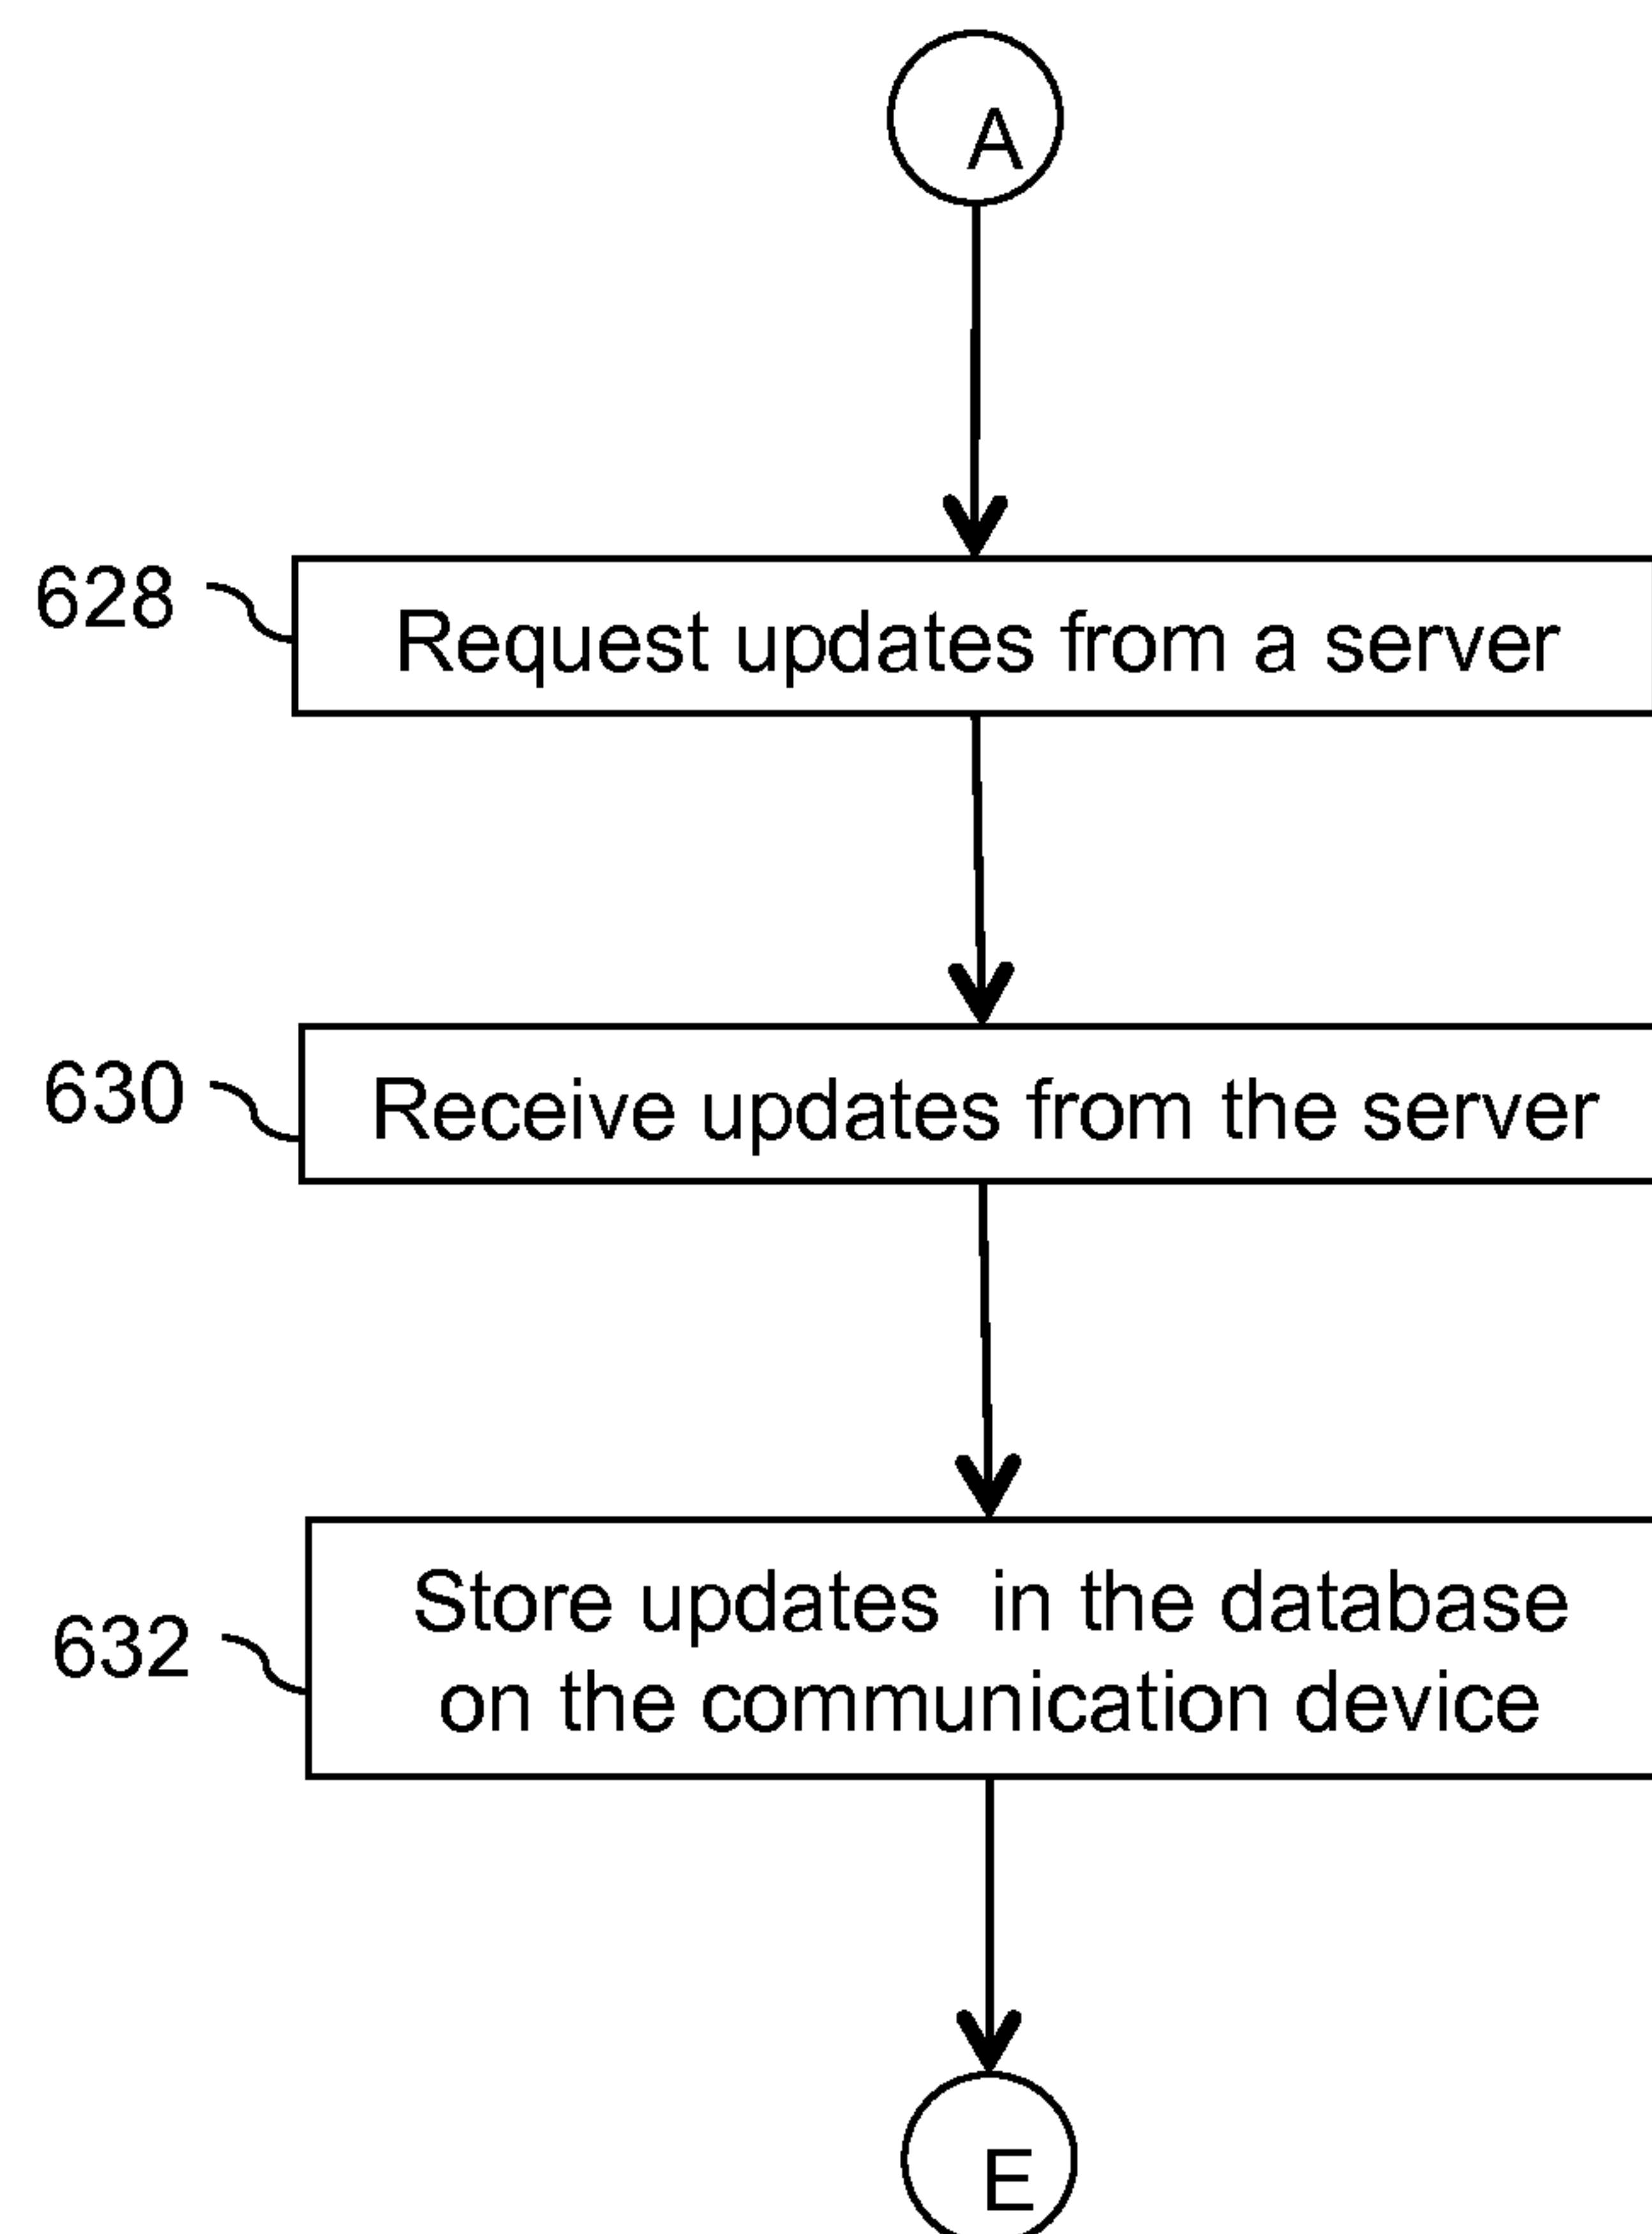 A
628
Request updates from a server
630
Receive updates from the server
632
Store updates in the database
on the communication device
E